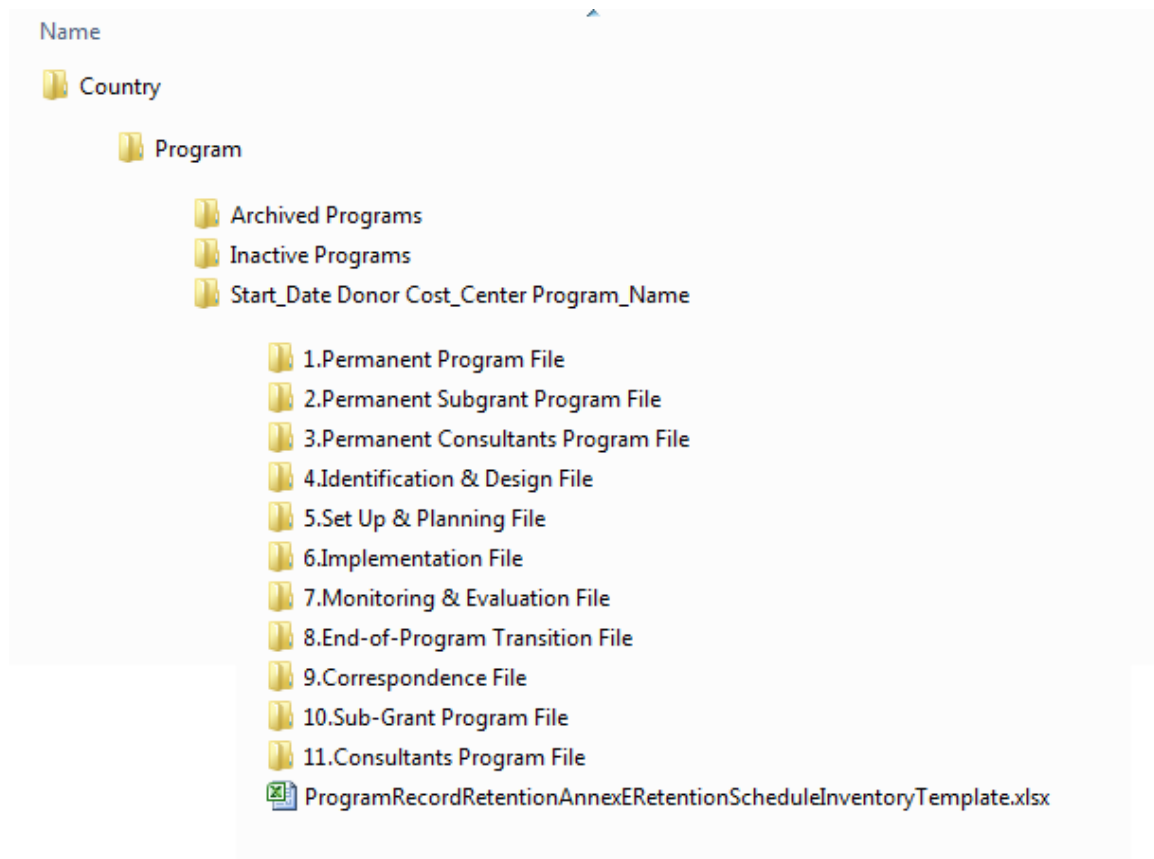 Name
Country
Program
Archived Programs
Inactive Programs
Start_Date Donor Cost_Center Program_Name
1.Permanent Program File
2.Permanent Subgrant Program File
3.Permanent Consultants Program File
4.Identification & Design File
5.Set Up & Planning File
6.Implementation File
7.Monitoring & Evaluation File
8.End-of-Program Transition File
9.Correspondence File
10.Sub-Grant Program File
11.Consultants Program File
ProgramRecordRetentionAnnexERetentionScheduleInventoryTemplate.xlsx